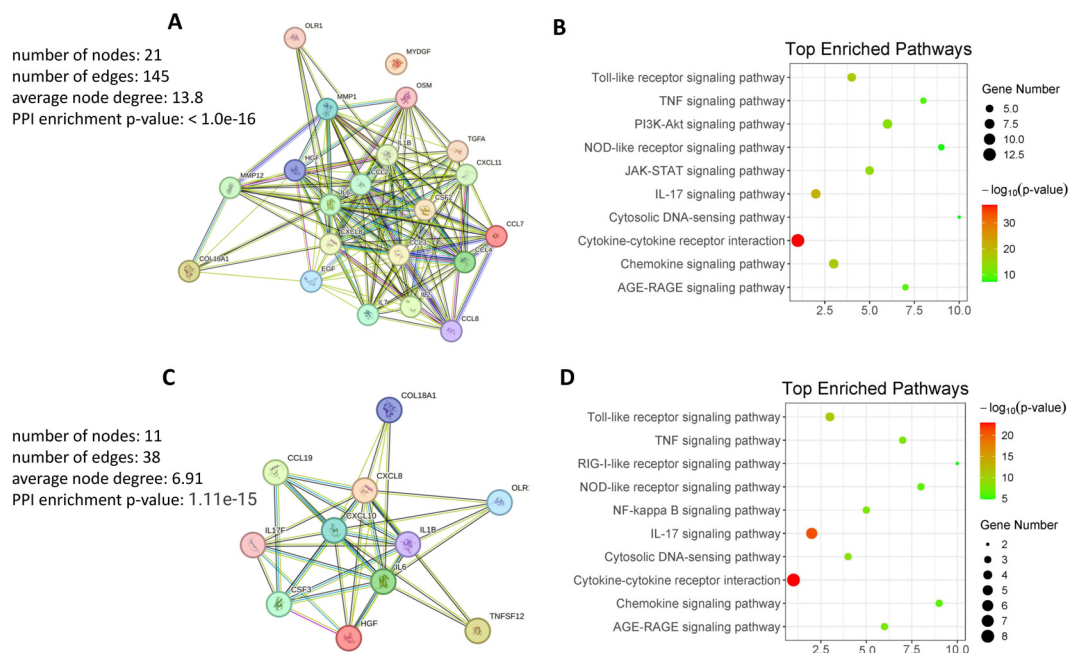 A
number of nodes: 21
number of edges: 145
average node degree: 13.8
PPI enrichment p-value: < 1.0e-16
OLR1
MYDGF
OSM
MMP1
IL1B
TGFA
CXCL11
HGF
CCL2
MMP12
IL6
CSF2
CCL7
CXCL8
CCL3
CCL4
COL18A1
EGF
IL7
IL2
CCL8
B
Top Enriched Pathways
Toll-like receptor signaling pathway
TNF signaling pathway
PI3K-Akt signaling pathway
NOD-like receptor signaling pathway
JAK-STAT signaling pathway
IL-17 signaling pathway
Cytosolic DNA-sensing pathway
Cytokine-cytokine receptor interaction
Chemokine signaling pathway
AGE-RAGE signaling pathway
2.5 5.0 7.5 10.0
Gene Number
5.0
7.5
10.0
12.5
−log10(p-value)
30
20
10
C
number of nodes: 11
number of edges: 38
average node degree: 6.91
PPI enrichment p-value: 1.11e-15
COL18A1
CCL19
CXCL8
OLR1
CXCL10
IL17F
IL1B
IL6
CSF3
TNFSF12
HGF
D
Top Enriched Pathways
Toll-like receptor signaling pathway
TNF signaling pathway
RIG-I-like receptor signaling pathway
NOD-like receptor signaling pathway
NF-kappa B signaling pathway
IL-17 signaling pathway
Cytosolic DNA-sensing pathway
Cytokine-cytokine receptor interaction
Chemokine signaling pathway
AGE-RAGE signaling pathway
2.5 5.0 7.5 10.0
−log10(p-value)
20
15
10
5
Gene Number
2
3
4
5
6
7
8